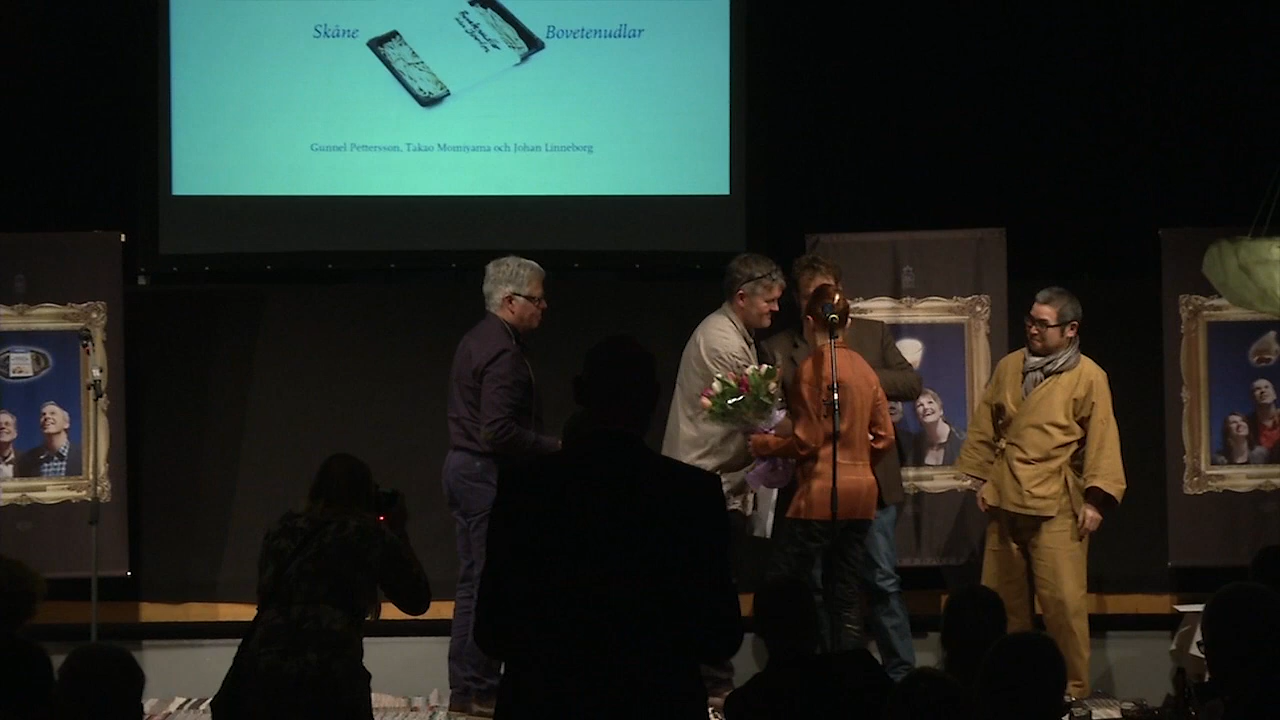 Skåne Bovetenudlar
Gunnel Pettersson, Takao Momiyama och Johan Linneborg